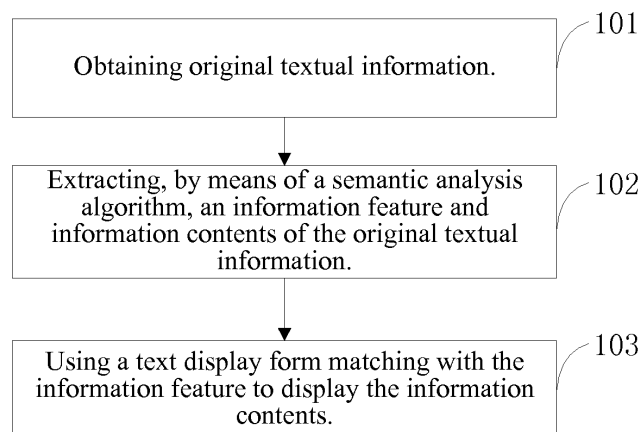 101
Obtaining original textual information.
102
Extracting, by means of a semantic analysis
algorithm, an information feature and
information contents of the original textual
information.
103
Using a text display form matching with the
information feature to display the information
contents.